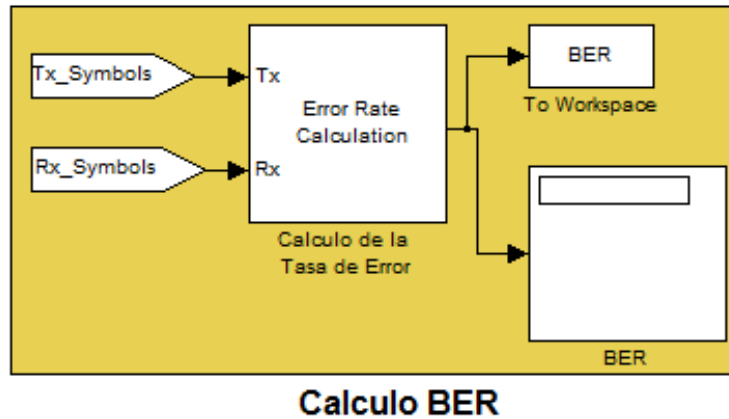 Tx_Symbols
Rx_Symbols
Tx
Rx
Error Rate
Calculation
Calculo de la
Tasa de Error
BER
To Workspace
BER
Calculo BER